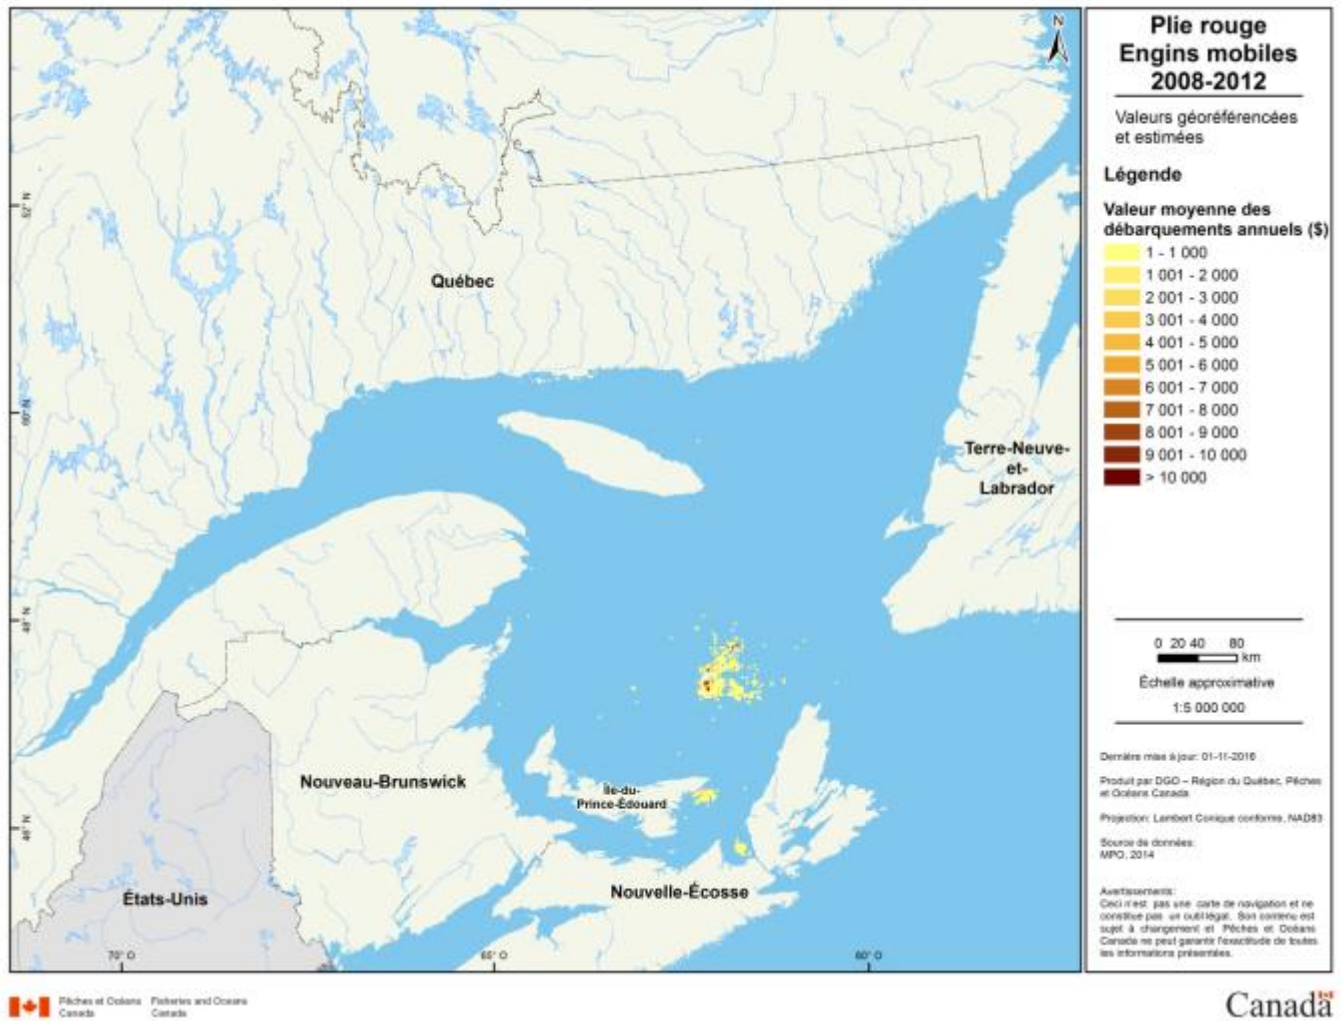 Plie rouge
Engins mobiles
2008-2012
Valeurs géoréférencées
et estimées
Légende
Valeur moyenne des
débarquements annuels ($)
1 - 1 000
1 001 - 2 000
2 001 - 3 000
3 001 - 4 000
4 001 - 5 000
5 001 - 6 000
6 001 - 7 000
7 001 - 8 000
8 001 - 9 000
9 001 - 10 000
> 10 000
0 20 40 80
km
Échelle approximative
1:5 000 000
Dernière mise à jour: 01-11-2016
Produit par DGO – Région du Québec, Pêches
et Océans Canada
Projection: Lambert Conique conforme, NAD83
Source de données:
MPO, 2014
Avertissements:
Ceci n'est pas une carte de navigation et ne
constitue pas un outil légal. Son contenu est
sujet à changement et Pêches et Océans
Canada ne peut garantir l'exactitude de toutes
les informations présentées.
N
Québec
Terre-Neuve-
et-
Labrador
Nouveau-Brunswick
Île-du-
Prince-Édouard
Nouvelle-Écosse
États-Unis
52° N
50° N
48° N
46° N
70° O
65° O
60° O
Pêches et Océans Fisheries and Oceans
Canada Canada
Canada